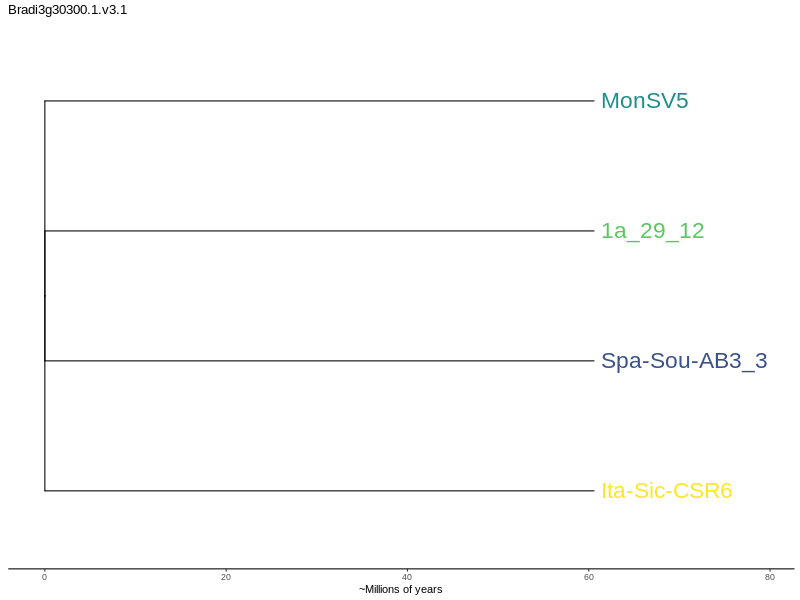 Bradi3g30300.1.v3.1
MonSV5
1a_29_12
Spa-Sou-AB3_3
Ita-Sic-CSR6
0 20 40 60 80
~Millions of years